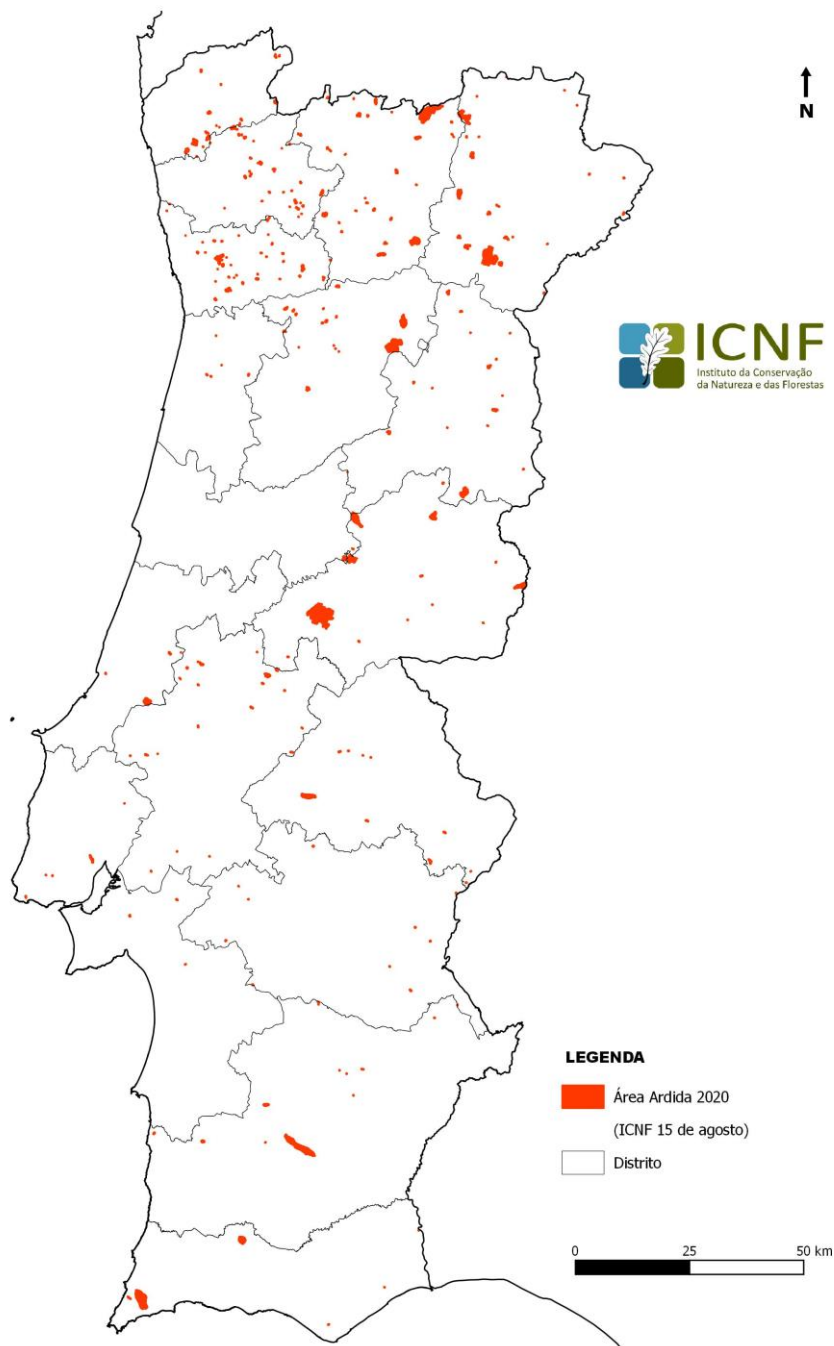 N
ICNF
Instituto da Conservação
da Natureza e das Florestas
LEGENDA
Área Ardida 2020
(ICNF 15 de agosto)
Distrito
0 25 50 km